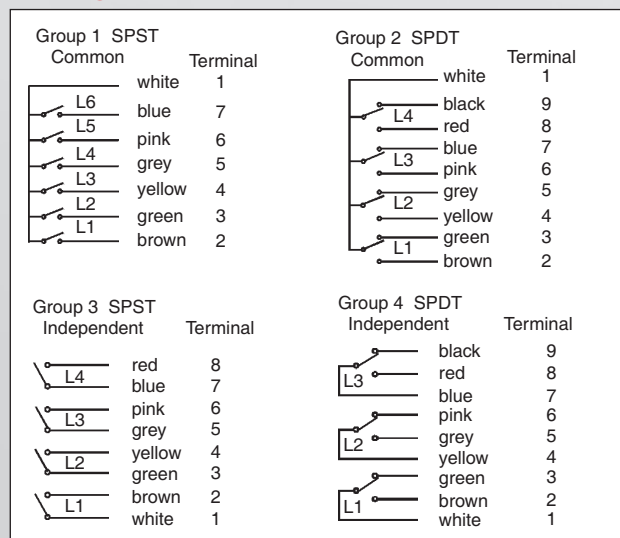 Group 1 SPST
Common Terminal
white 1
L6 blue 7
L5 pink 6
L4 grey 5
L3 yellow 4
L2 green 3
L1 brown 2
Group 2 SPDT
Common Terminal
white 1
black 9
L4 red 8
blue 7
L3 pink 6
grey 5
L2 yellow 4
green 3
L1 brown 2
Group 3 SPST
Independent Terminal
red 8
L4 blue 7
pink 6
L3 grey 5
yellow 4
L2 green 3
brown 2
L1 white 1
Group 4 SPDT
Independent Terminal
black 9
L3 red 8
blue 7
pink 6
L2 grey 5
yellow 4
green 3
L1 brown 2
white 1